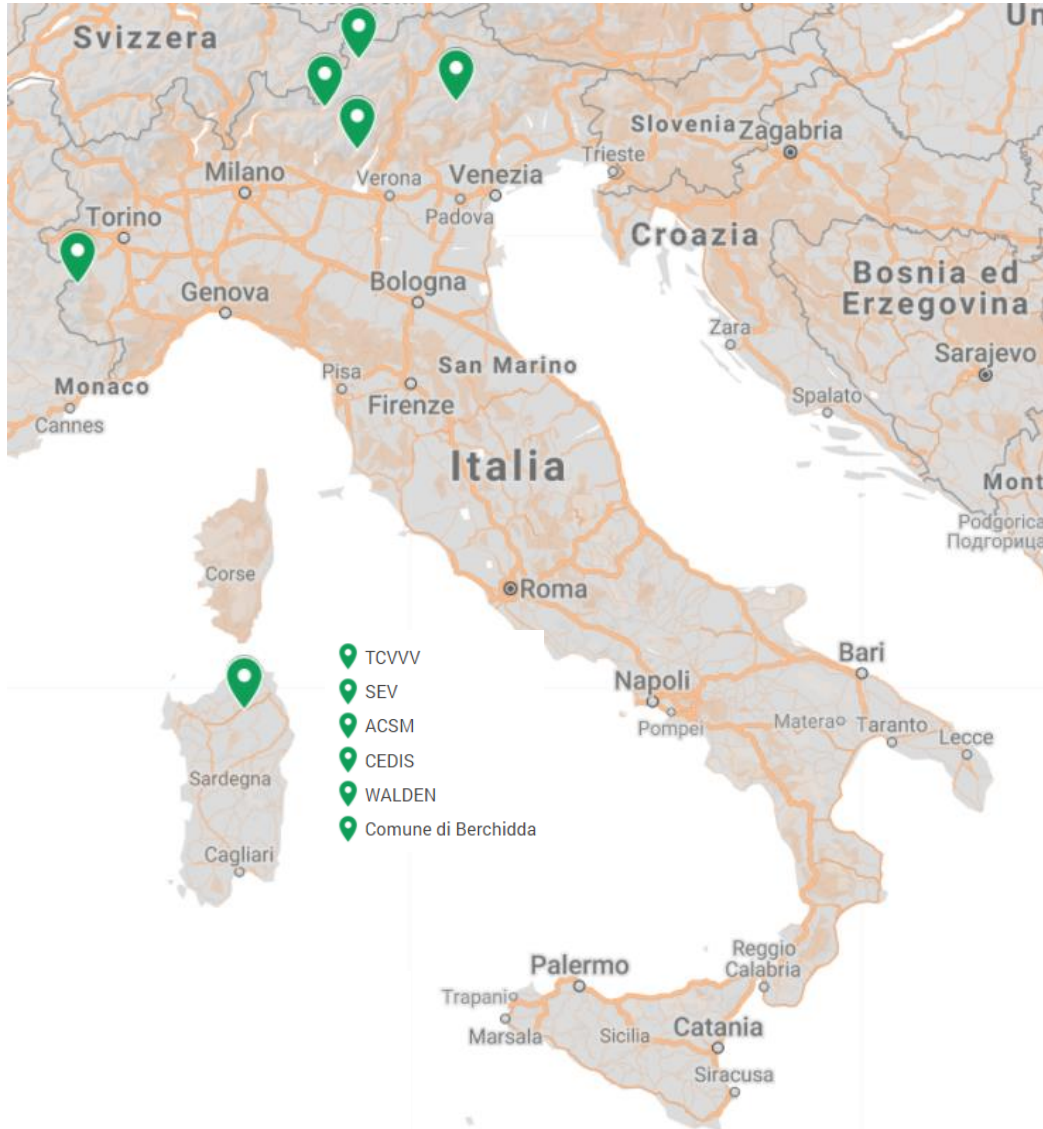 Un
Svizzera
Slovenia
Zagabria
Trieste
Milano
Verona
Venezia
Padova
Torino
Croazia
Bologna
Bosnia ed
Erzegovina
Genova
Zara
Sarajevo
San Marino
Pisa
Monaco
Firenze
Spalato
Cannes
Italia
Mont
Podgorica
Подгорица
Corse
Roma
TCVVV
SEV
ACSM
CEDIS
WALDEN
Comune di Berchidda
Bari
Napoli
Pompei
Matera
Taranto
Lecce
Sardegna
Cagliari
Reggio
Calabria
Palermo
Trapani
Marsala
Sicilia
Catania
Siracusa